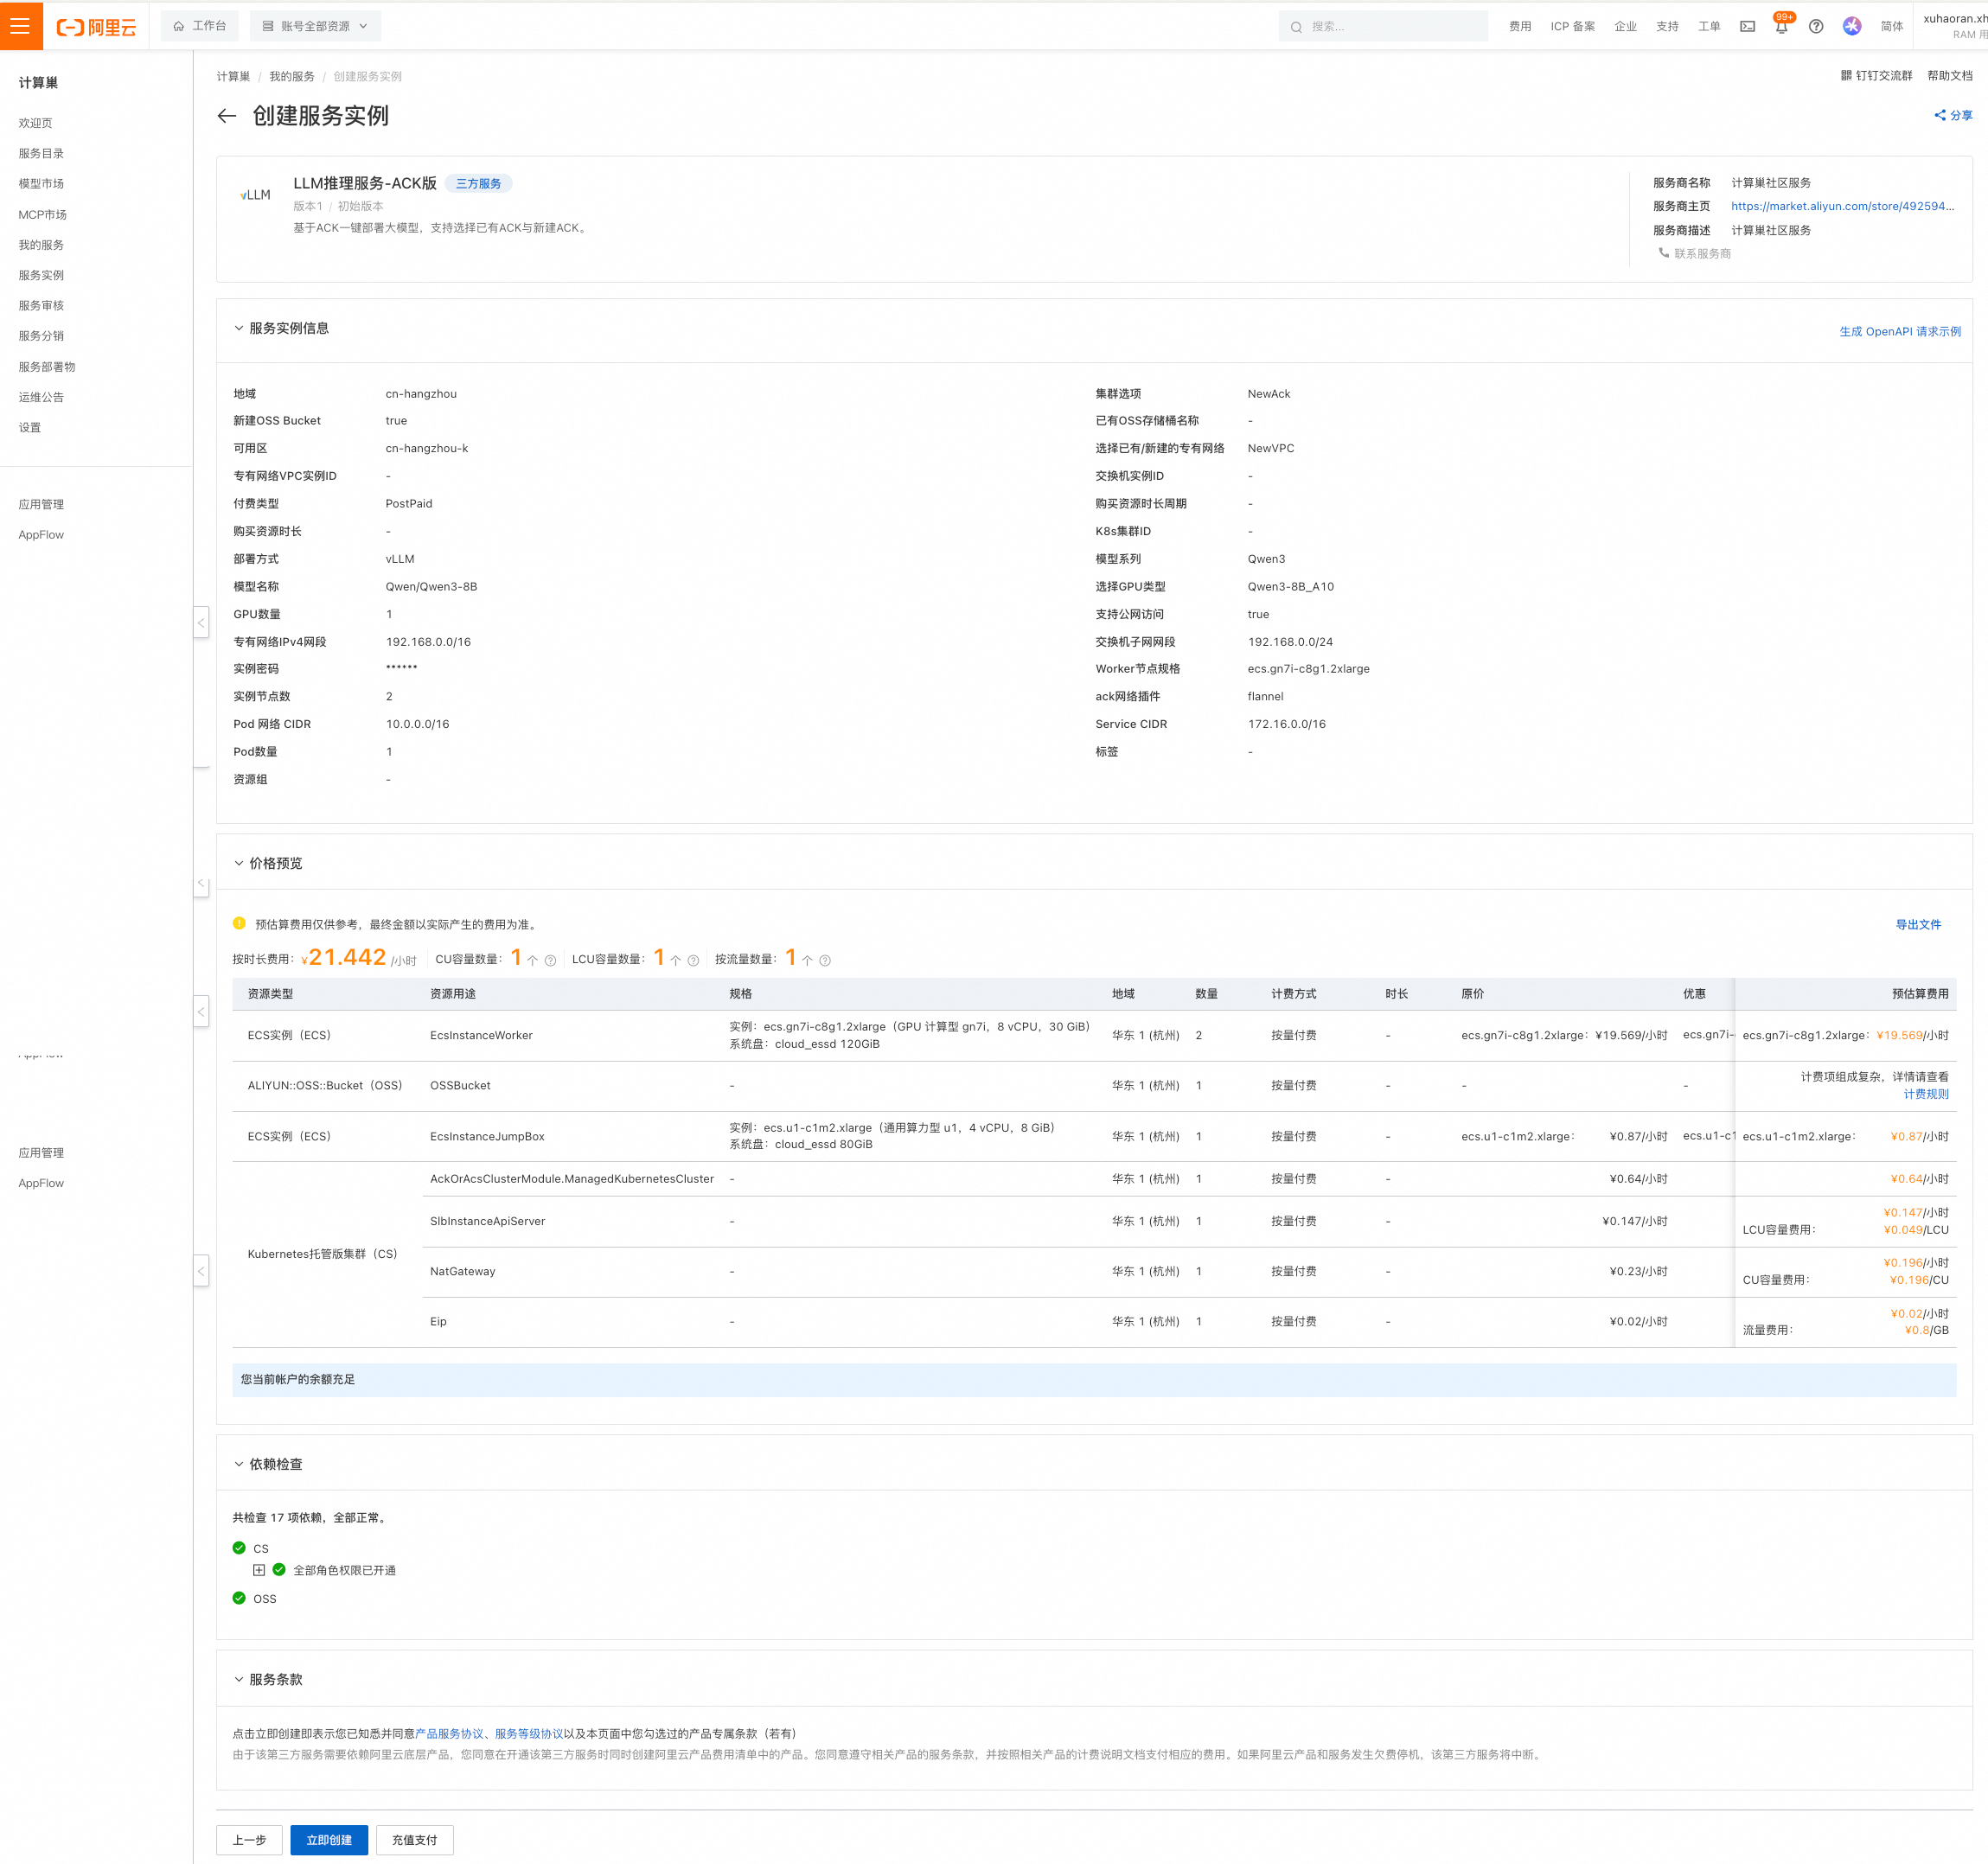 阿里云
工作台
账号全部资源
搜索...
费用
ICP 备案
企业
支持
工单
99+
简体
xuhaoran.xh
RAM 用
计算巢
欢迎页
服务目录
模型市场
MCP市场
我的服务
服务实例
服务审核
服务分销
服务部署物
运维公告
设置
应用管理
AppFlow
应用管理
AppFlow
计算巢 / 我的服务 / 创建服务实例
钉钉交流群 帮助文档
创建服务实例
分享
vLLM
LLM推理服务-ACK版 三方服务
版本1 / 初始版本
基于ACK一键部署大模型，支持选择已有ACK与新建ACK。
服务商名称 计算巢社区服务
服务商主页 https://market.aliyun.com/store/492594...
服务商描述 计算巢社区服务
联系服务商
服务实例信息
生成 OpenAPI 请求示例
地域 cn-hangzhou 集群选项 NewAck
新建OSS Bucket true 已有OSS存储桶名称 -
可用区 cn-hangzhou-k 选择已有/新建的专有网络 NewVPC
专有网络VPC实例ID - 交换机实例ID -
付费类型 PostPaid 购买资源时长周期 -
购买资源时长 - K8s集群ID -
部署方式 vLLM 模型系列 Qwen3
模型名称 Qwen/Qwen3-8B 选择GPU类型 Qwen3-8B_A10
GPU数量 1 支持公网访问 true
专有网络IPv4网段 192.168.0.0/16 交换机子网网段 192.168.0.0/24
实例密码 ****** Worker节点规格 ecs.gn7i-c8g1.2xlarge
实例节点数 2 ack网络插件 flannel
Pod 网络 CIDR 10.0.0.0/16 Service CIDR 172.16.0.0/16
Pod数量 1 标签 -
资源组 -
价格预览
预估算费用仅供参考，最终金额以实际产生的费用为准。
导出文件
按时长费用：¥21.442 /小时 CU容量数量：1 个 LCU容量数量：1 个 按流量数量：1 个
资源类型 资源用途 规格 地域 数量 计费方式 时长 原价 优惠 预估算费用
ECS实例（ECS） EcsInstanceWorker 实例：ecs.gn7i-c8g1.2xlarge（GPU 计算型 gn7i，8 vCPU，30 GiB）
系统盘：cloud_essd 120GiB
华东 1 (杭州) 2 按量付费 - ecs.gn7i-c8g1.2xlarge：¥19.569/小时 ecs.gn7i- ecs.gn7i-c8g1.2xlarge：¥19.569/小时
ALIYUN::OSS::Bucket（OSS） OSSBucket - 华东 1 (杭州) 1 按量付费 - - - 计费项组成复杂，详情请查看
计费规则
ECS实例（ECS） EcsInstanceJumpBox 实例：ecs.u1-c1m2.xlarge（通用算力型 u1，4 vCPU，8 GiB）
系统盘：cloud_essd 80GiB
华东 1 (杭州) 1 按量付费 - ecs.u1-c1m2.xlarge： ¥0.87/小时 ecs.u1-c1 ecs.u1-c1m2.xlarge： ¥0.87/小时
Kubernetes托管版集群（CS）
AckOrAcsClusterModule.ManagedKubernetesCluster - 华东 1 (杭州) 1 按量付费 - ¥0.64/小时 ¥0.64/小时
SlbInstanceApiServer - 华东 1 (杭州) 1 按量付费 - ¥0.147/小时 ¥0.147/小时
LCU容量费用： ¥0.049/LCU
NatGateway - 华东 1 (杭州) 1 按量付费 - ¥0.23/小时 ¥0.196/小时
CU容量费用： ¥0.196/CU
Eip - 华东 1 (杭州) 1 按量付费 - ¥0.02/小时 ¥0.02/小时
流量费用： ¥0.8/GB
您当前帐户的余额充足
依赖检查
共检查 17 项依赖，全部正常。
CS
全部角色权限已开通
OSS
服务条款
点击立即创建即表示您已知悉并同意产品服务协议、服务等级协议以及本页面中您勾选过的产品专属条款（若有）
由于该第三方服务需要依赖阿里云底层产品，您同意在开通该第三方服务时同时创建阿里云产品费用清单中的产品。您同意遵守相关产品的服务条款，并按照相关产品的计费说明文档支付相应的费用。如果阿里云产品和服务发生欠费停机，该第三方服务将中断。
上一步 立即创建 充值支付